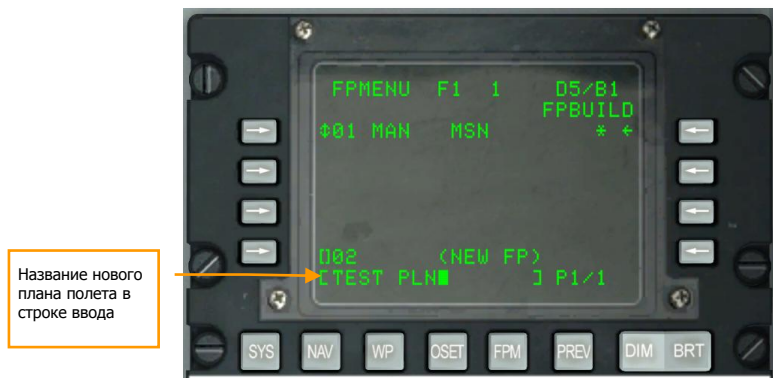 FPMENU F1 1 D5/B1
FPBUILD
⌽01 MAN MSN * ←
[]02 (NEW FP)
[TEST PLN█ ] P1/1
Название нового
плана полета в
строке ввода
SYS NAV WP OSET FPM PREV DIM BRT